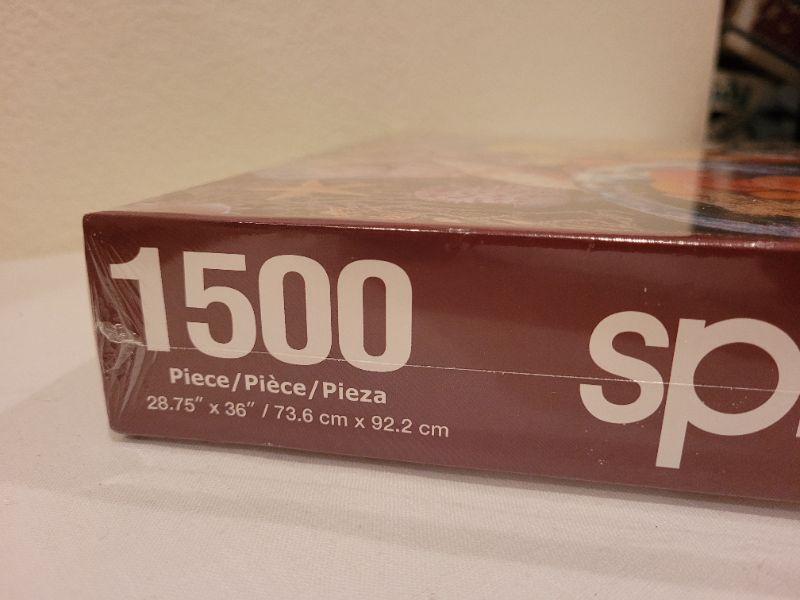 1500
Piece/Pièce/Pieza
28.75" x 36" / 73.6 cm x 92.2 cm
sp